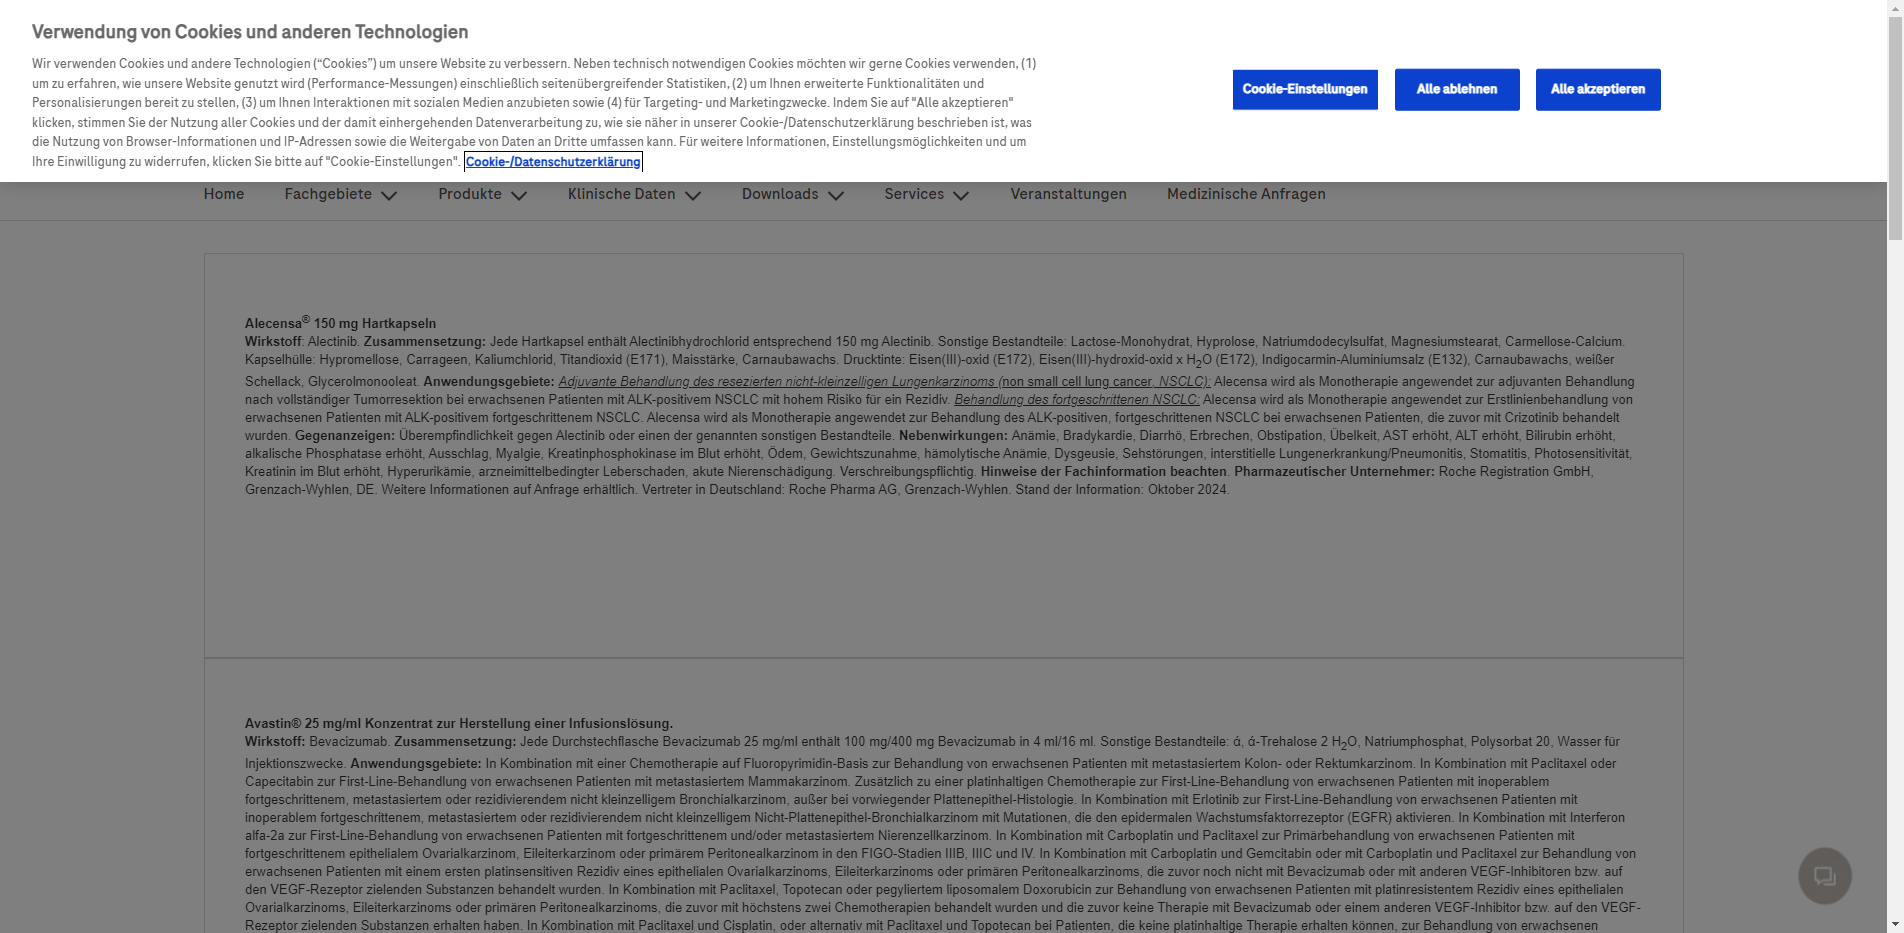 Verwendung von Cookies und anderen Technologien
Wir verwenden Cookies und andere Technologien (“Cookies”) um unsere Website zu verbessern. Neben technisch notwendigen Cookies möchten wir gerne Cookies verwenden, (1)
um zu erfahren, wie unsere Website genutzt wird (Performance-Messungen) einschließlich seitenübergreifender Statistiken, (2) um Ihnen erweiterte Funktionalitäten und
Personalisierungen bereit zu stellen, (3) um Ihnen Interaktionen mit sozialen Medien anzubieten sowie (4) für Targeting- und Marketingzwecke. Indem Sie auf "Alle akzeptieren"
klicken, stimmen Sie der Nutzung aller Cookies und der damit einhergehenden Datenverarbeitung zu, wie sie näher in unserer Cookie-/Datenschutzerklärung beschrieben ist, was
die Nutzung von Browser-Informationen und IP-Adressen sowie die Weitergabe von Daten an Dritte umfassen kann. Für weitere Informationen, Einstellungsmöglichkeiten und um
Ihre Einwilligung zu widerrufen, klicken Sie bitte auf "Cookie-Einstellungen". Cookie-/Datenschutzerklärung
Cookie-Einstellungen Alle ablehnen Alle akzeptieren
Home Fachgebiete Produkte Klinische Daten Downloads Services Veranstaltungen Medizinische Anfragen
Alecensa® 150 mg Hartkapseln
Wirkstoff: Alectinib. Zusammensetzung: Jede Hartkapsel enthält Alectinibhydrochlorid entsprechend 150 mg Alectinib. Sonstige Bestandteile: Lactose-Monohydrat, Hyprolose, Natriumdodecylsulfat, Magnesiumstearat, Carmellose-Calcium.
Kapselhülle: Hypromellose, Carrageen, Kaliumchlorid, Titandioxid (E171), Maisstärke, Carnaubawachs. Drucktinte: Eisen(III)-oxid (E172), Eisen(III)-hydroxid-oxid x H2O (E172), Indigocarmin-Aluminiumsalz (E132), Carnaubawachs, weißer
Schellack, Glycerolmonooleat. Anwendungsgebiete: Adjuvante Behandlung des resezierten nicht-kleinzelligen Lungenkarzinoms (non small cell lung cancer, NSCLC): Alecensa wird als Monotherapie angewendet zur adjuvanten Behandlung
nach vollständiger Tumorresektion bei erwachsenen Patienten mit ALK-positivem NSCLC mit hohem Risiko für ein Rezidiv. Behandlung des fortgeschrittenen NSCLC: Alecensa wird als Monotherapie angewendet zur Erstlinienbehandlung von
erwachsenen Patienten mit ALK-positivem fortgeschrittenem NSCLC. Alecensa wird als Monotherapie angewendet zur Behandlung des ALK-positiven, fortgeschrittenen NSCLC bei erwachsenen Patienten, die zuvor mit Crizotinib behandelt
wurden. Gegenanzeigen: Überempfindlichkeit gegen Alectinib oder einen der genannten sonstigen Bestandteile. Nebenwirkungen: Anämie, Bradykardie, Diarrhö, Erbrechen, Obstipation, Übelkeit, AST erhöht, ALT erhöht, Bilirubin erhöht,
alkalische Phosphatase erhöht, Ausschlag, Myalgie, Kreatinphosphokinase im Blut erhöht, Ödem, Gewichtszunahme, hämolytische Anämie, Dysgeusie, Sehstörungen, interstitielle Lungenerkrankung/Pneumonitis, Stomatitis, Photosensitivität,
Kreatinin im Blut erhöht, Hyperurikämie, arzneimittelbedingter Leberschaden, akute Nierenschädigung. Verschreibungspflichtig. Hinweise der Fachinformation beachten. Pharmazeutischer Unternehmer: Roche Registration GmbH,
Grenzach-Wyhlen, DE. Weitere Informationen auf Anfrage erhältlich. Vertreter in Deutschland: Roche Pharma AG, Grenzach-Wyhlen. Stand der Information: Oktober 2024.
Avastin® 25 mg/ml Konzentrat zur Herstellung einer Infusionslösung.
Wirkstoff: Bevacizumab. Zusammensetzung: Jede Durchstechflasche Bevacizumab 25 mg/ml enthält 100 mg/400 mg Bevacizumab in 4 ml/16 ml. Sonstige Bestandteile: ά, ά-Trehalose 2 H2O, Natriumphosphat, Polysorbat 20, Wasser für
Injektionszwecke. Anwendungsgebiete: In Kombination mit einer Chemotherapie auf Fluoropyrimidin-Basis zur Behandlung von erwachsenen Patienten mit metastasiertem Kolon- oder Rektumkarzinom. In Kombination mit Paclitaxel oder
Capecitabin zur First-Line-Behandlung von erwachsenen Patienten mit metastasiertem Mammakarzinom. Zusätzlich zu einer platinhaltigen Chemotherapie zur First-Line-Behandlung von erwachsenen Patienten mit inoperablem
fortgeschrittenem, metastasiertem oder rezidivierendem nicht kleinzelligem Bronchialkarzinom, außer bei vorwiegender Plattenepithel-Histologie. In Kombination mit Erlotinib zur First-Line-Behandlung von erwachsenen Patienten mit
inoperablem fortgeschrittenem, metastasiertem oder rezidivierendem nicht kleinzelligem Nicht-Plattenepithel-Bronchialkarzinom mit Mutationen, die den epidermalen Wachstumsfaktorrezeptor (EGFR) aktivieren. In Kombination mit Interferon
alfa-2a zur First-Line-Behandlung von erwachsenen Patienten mit fortgeschrittenem und/oder metastasiertem Nierenzellkarzinom. In Kombination mit Carboplatin und Paclitaxel zur Primärbehandlung von erwachsenen Patienten mit
fortgeschrittenem epithelialem Ovarialkarzinom, Eileiterkarzinom oder primärem Peritonealkarzinom in den FIGO-Stadien IIIB, IIIC und IV. In Kombination mit Carboplatin und Gemcitabin oder mit Carboplatin und Paclitaxel zur Behandlung von
erwachsenen Patienten mit einem ersten platinsensitiven Rezidiv eines epithelialen Ovarialkarzinoms, Eileiterkarzinoms oder primären Peritonealkarzinoms, die zuvor noch nicht mit Bevacizumab oder mit anderen VEGF-Inhibitoren bzw. auf
den VEGF-Rezeptor zielenden Substanzen behandelt wurden. In Kombination mit Paclitaxel, Topotecan oder pegyliertem liposomalem Doxorubicin zur Behandlung von erwachsenen Patienten mit platinresistentem Rezidiv eines epithelialen
Ovarialkarzinoms, Eileiterkarzinoms oder primären Peritonealkarzinoms, die zuvor mit höchstens zwei Chemotherapien behandelt wurden und die zuvor keine Therapie mit Bevacizumab oder einem anderen VEGF-Inhibitor bzw. auf den VEGF-
Rezeptor zielenden Substanzen erhalten haben. In Kombination mit Paclitaxel und Cisplatin, oder alternativ mit Paclitaxel und Topotecan bei Patienten, die keine platinhaltige Therapie erhalten können, zur Behandlung von erwachsenen